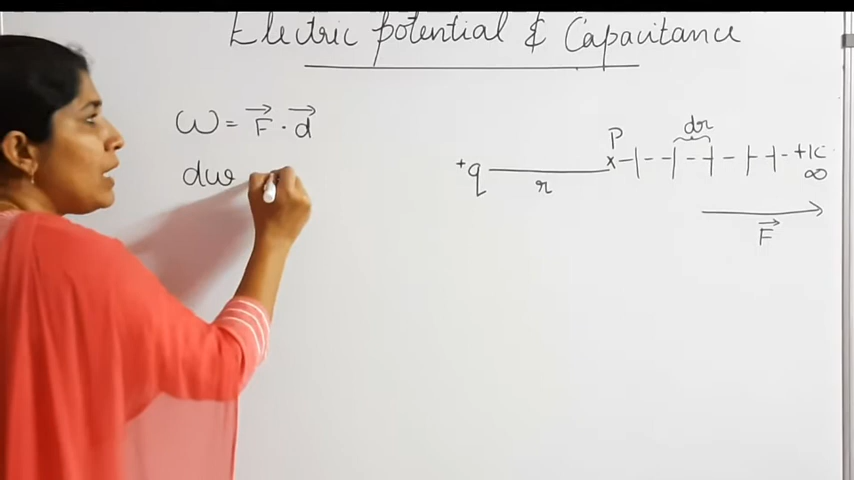 Electric potential & Capacitance
W = F⃗ · d⃗
dw
P
dr
+q
r
+1C
∞
F⃗